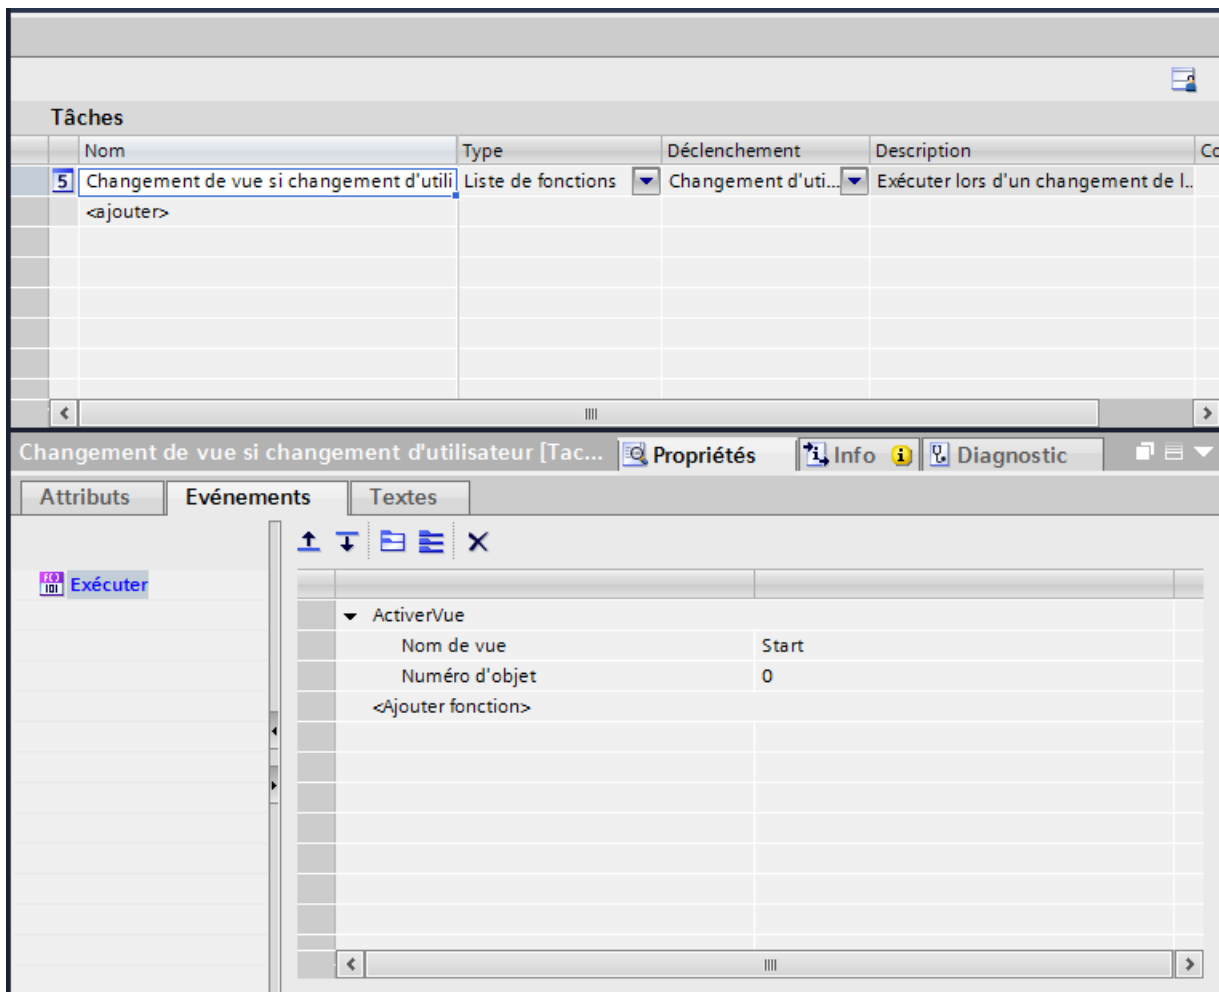 Tâches
Nom Type Déclenchement Description Co
5 Changement de vue si changement d'utili Liste de fonctions Changement d'uti... Exécuter lors d'un changement de l..
<ajouter>
Changement de vue si changement d'utilisateur [Tac... Propriétés Info Diagnostic
Attributs Evénements Textes
Exécuter
ActiverVue
Nom de vue Start
Numéro d'objet 0
<Ajouter fonction>